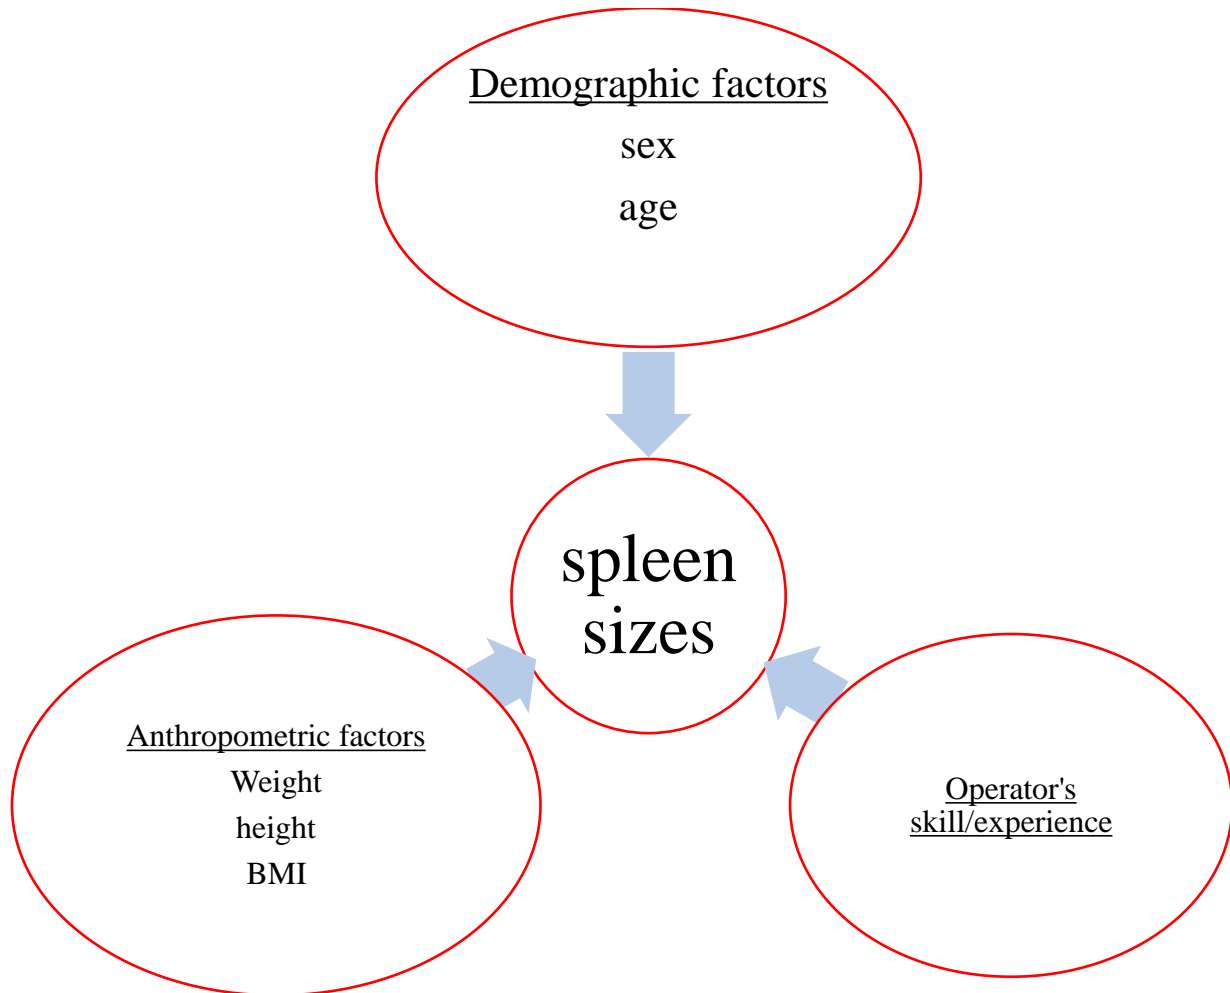 Demographic factors
sex
age
spleen
sizes
Anthropometric factors
Weight
height
BMI
Operator's
skill/experience